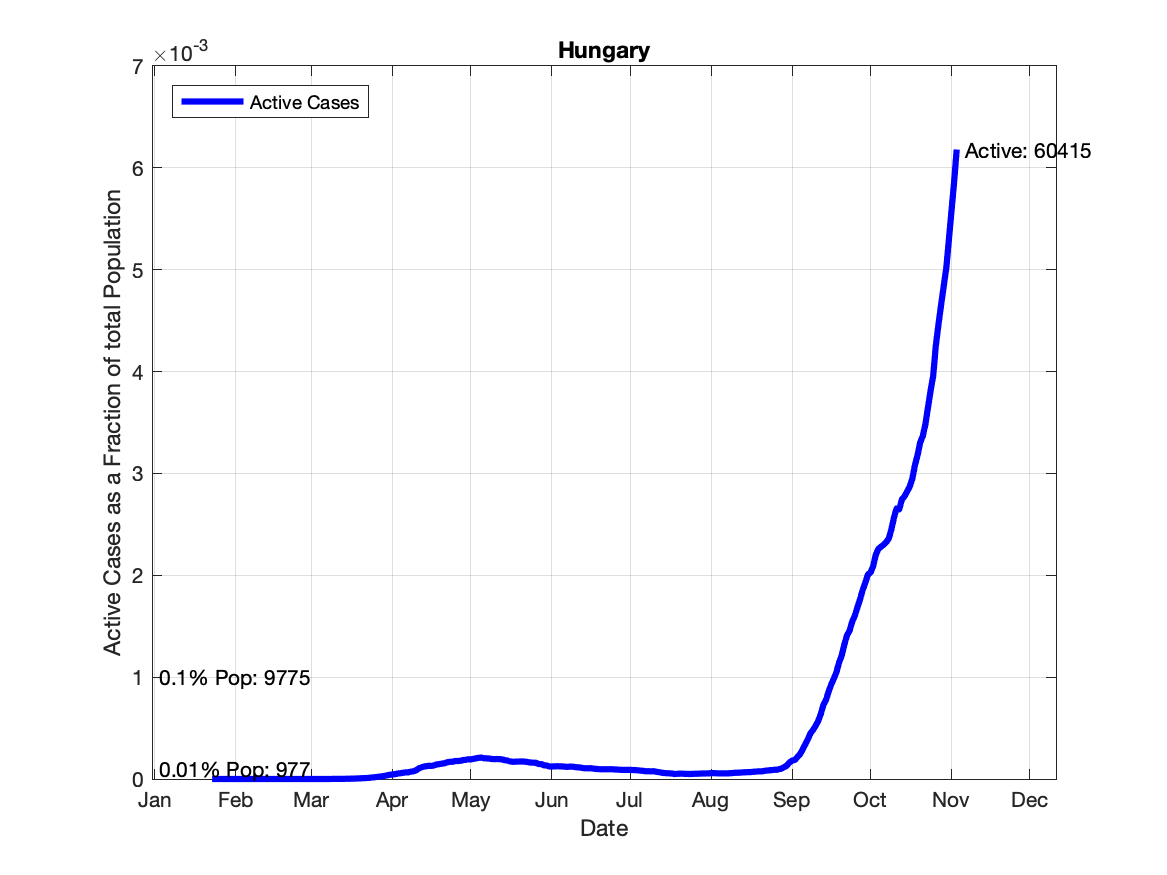 Hungary
×10-3
7
6
5
4
3
2
1
0
Active Cases as a Fraction of total Population
Active Cases
Active: 60415
0.1% Pop: 9775
0.01% Pop: 977
Jan Feb Mar Apr May Jun Jul Aug Sep Oct Nov Dec
Date